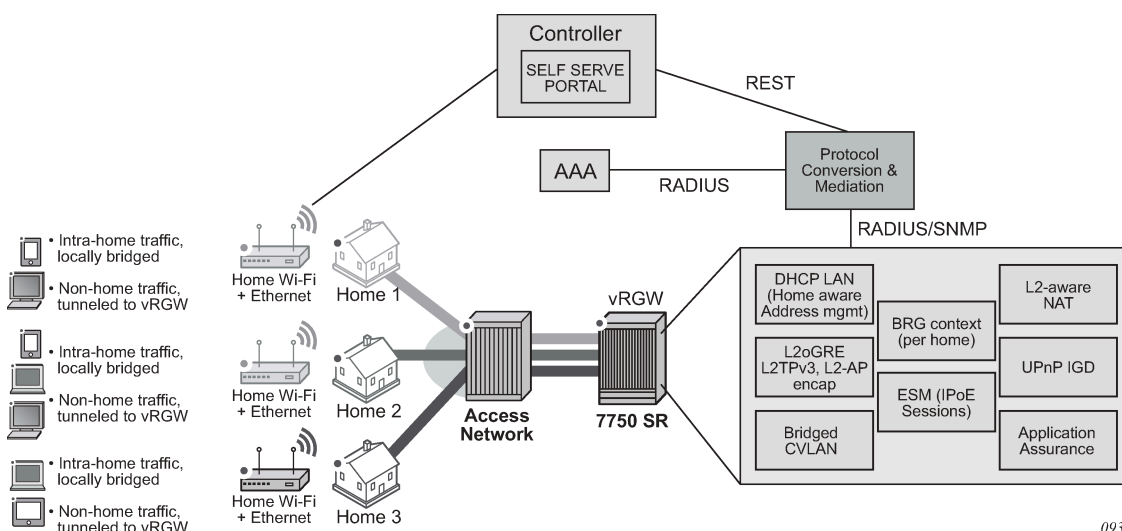 Controller
SELF SERVE
PORTAL
REST
AAA
RADIUS
Protocol
Conversion &
Mediation
RADIUS/SNMP
• Intra-home traffic,
locally bridged
• Non-home traffic,
tunneled to vRGW
Home Wi-Fi
+ Ethernet
Home 1
• Intra-home traffic,
locally bridged
• Non-home traffic,
tunneled to vRGW
Home Wi-Fi
+ Ethernet
Home 2
• Intra-home traffic,
locally bridged
• Non-home traffic,
tunneled to vRGW
Home Wi-Fi
+ Ethernet
Home 3
Access
Network
vRGW
7750 SR
DHCP LAN
(Home aware
Address mgmt)
L2oGRE
L2TPv3, L2-AP
encap
Bridged
CVLAN
BRG context
(per home)
ESM (IPoE
Sessions)
L2-aware
NAT
UPnP IGD
Application
Assurance
093